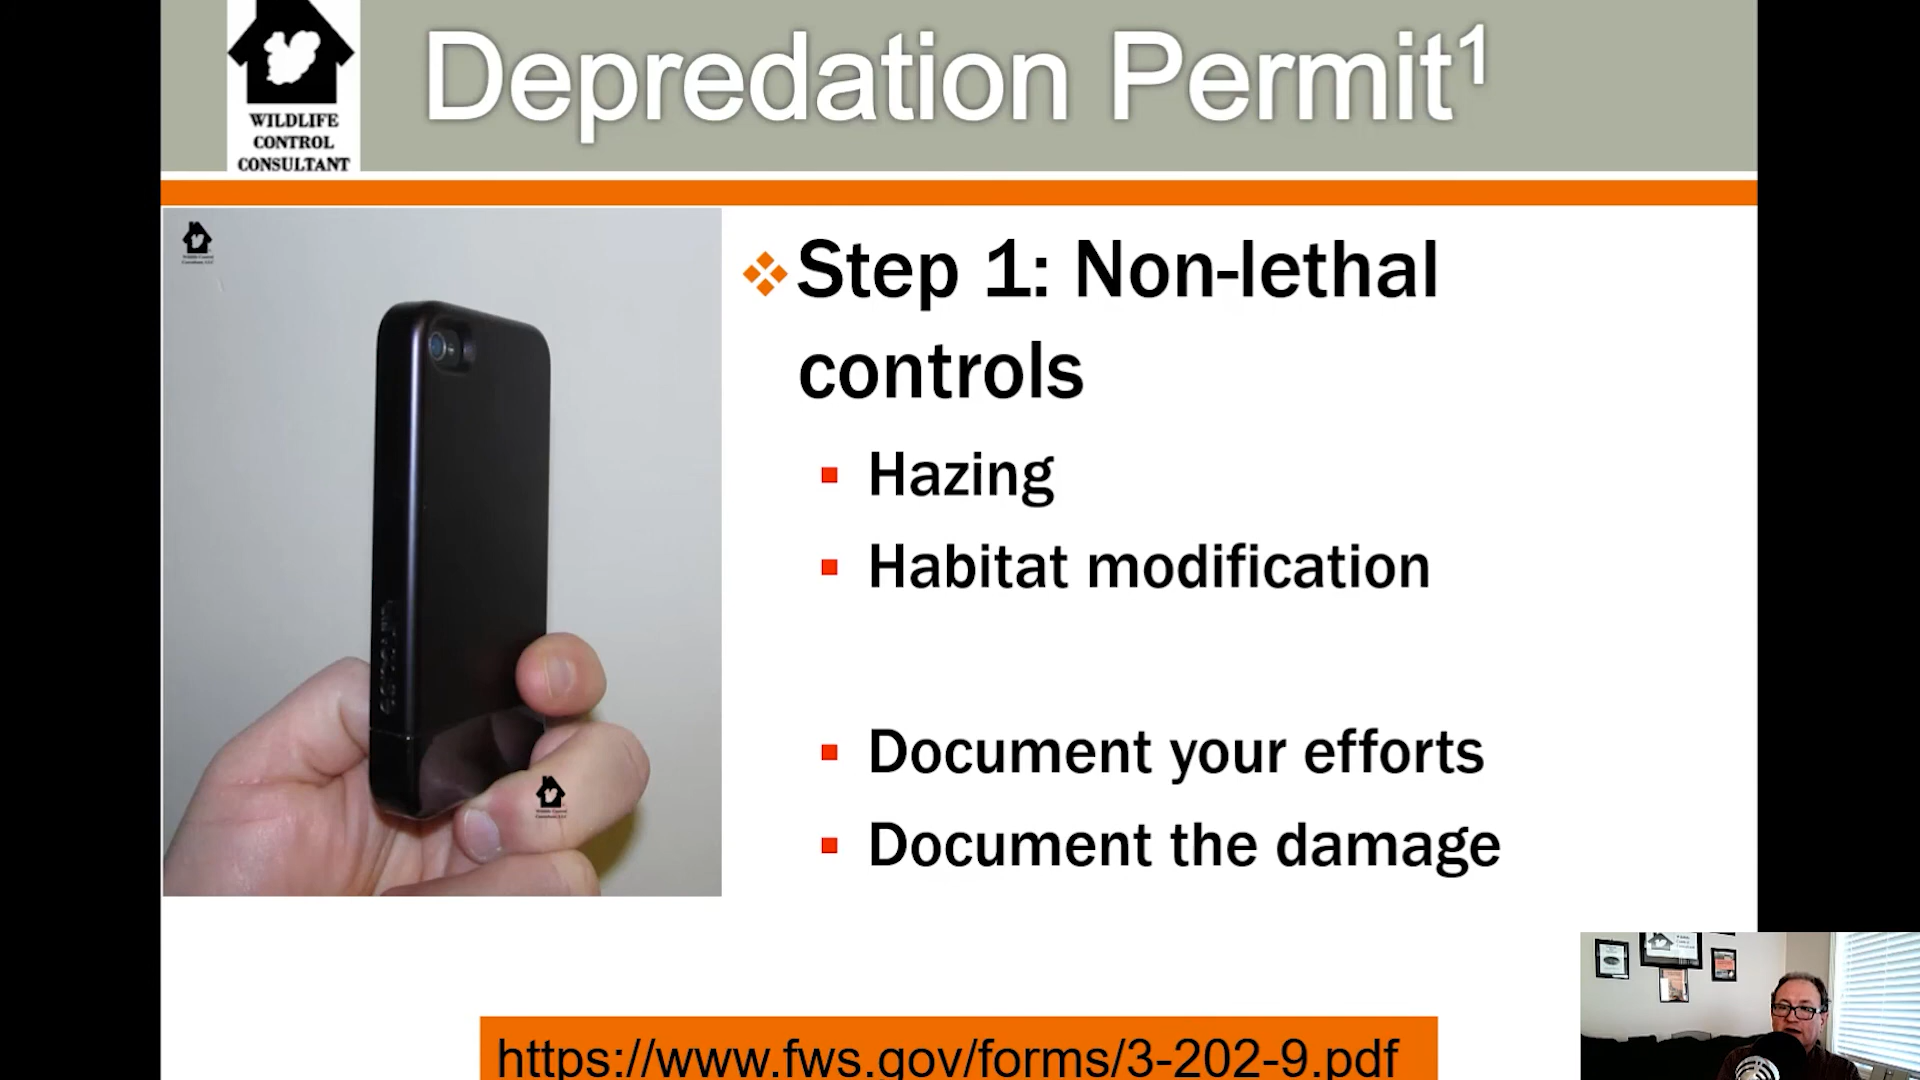 Depredation Permit¹
WILDLIFE
CONTROL
CONSULTANT
Step 1: Non-lethal
controls
Hazing
Habitat modification
Document your efforts
Document the damage
https://www.fws.gov/forms/3-202-9.pdf